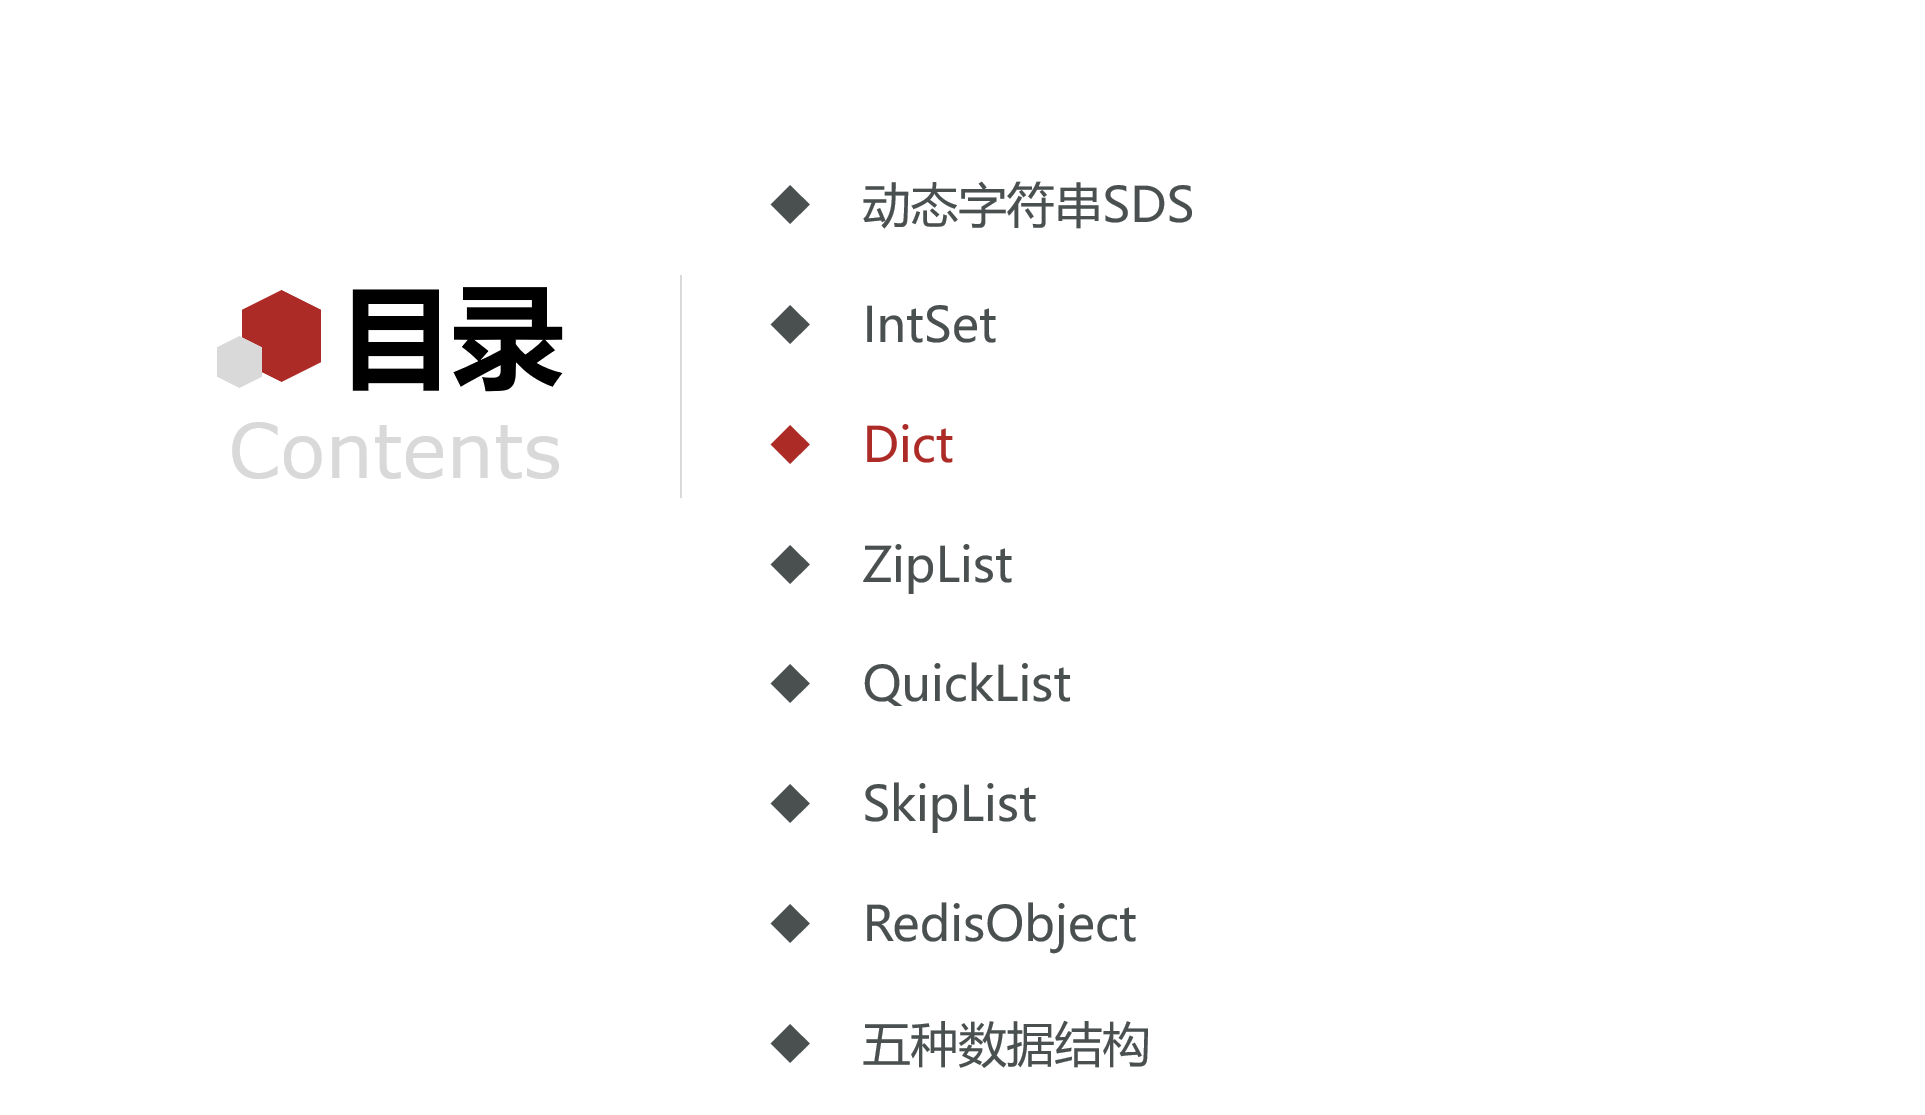 目录
Contents
动态字符串SDS
IntSet
Dict
ZipList
QuickList
SkipList
RedisObject
五种数据结构